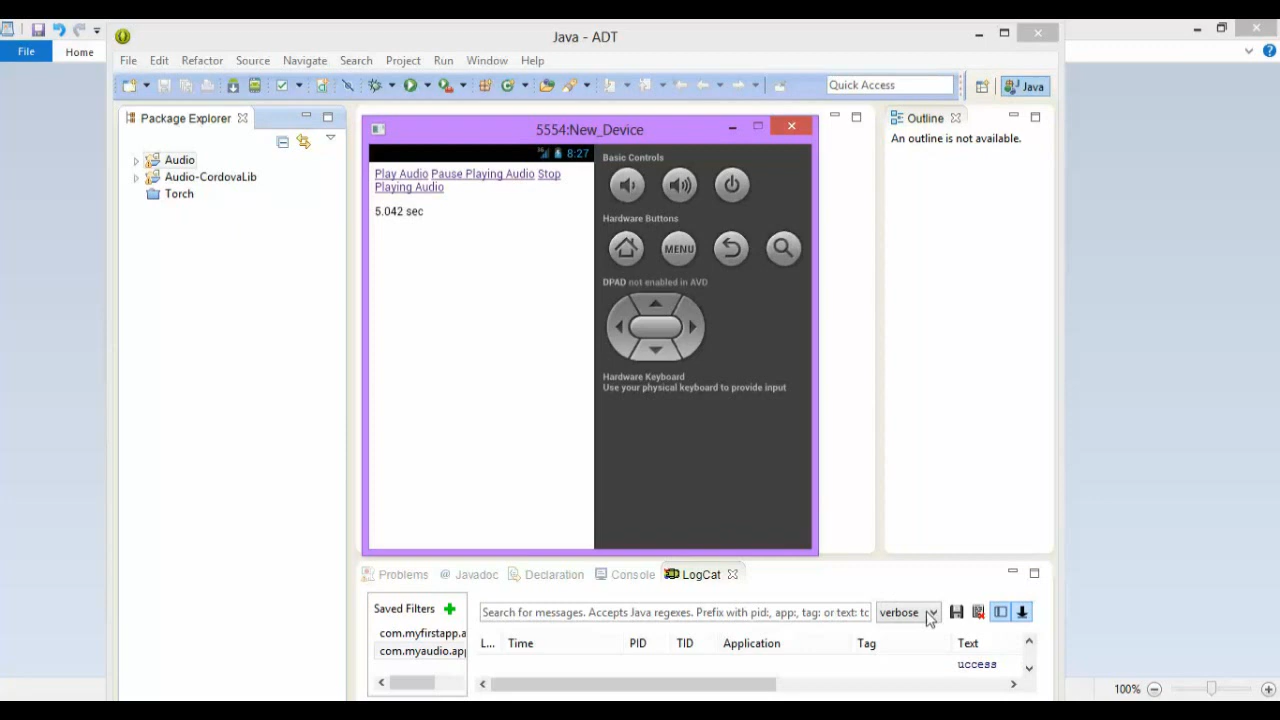 Java - ADT
File
Home
File Edit Refactor Source Navigate Search Project Run Window Help
Quick Access
Java
Package Explorer
Audio
Audio-CordovaLib
Torch
5554:New_Device
8:27
Play Audio Pause Playing Audio Stop
Playing Audio
5.042 sec
Basic Controls
Hardware Buttons
MENU
DPAD not enabled in AVD
Hardware Keyboard
Use your physical keyboard to provide input
Outline
An outline is not available.
Problems @ Javadoc Declaration Console LogCat
Saved Filters
com.myfirstapp.a
com.myaudio.app
Search for messages. Accepts Java regexes. Prefix with pid:, app:, tag: or text: to
verbose
L... Time PID TID Application Tag Text
uccess
100%